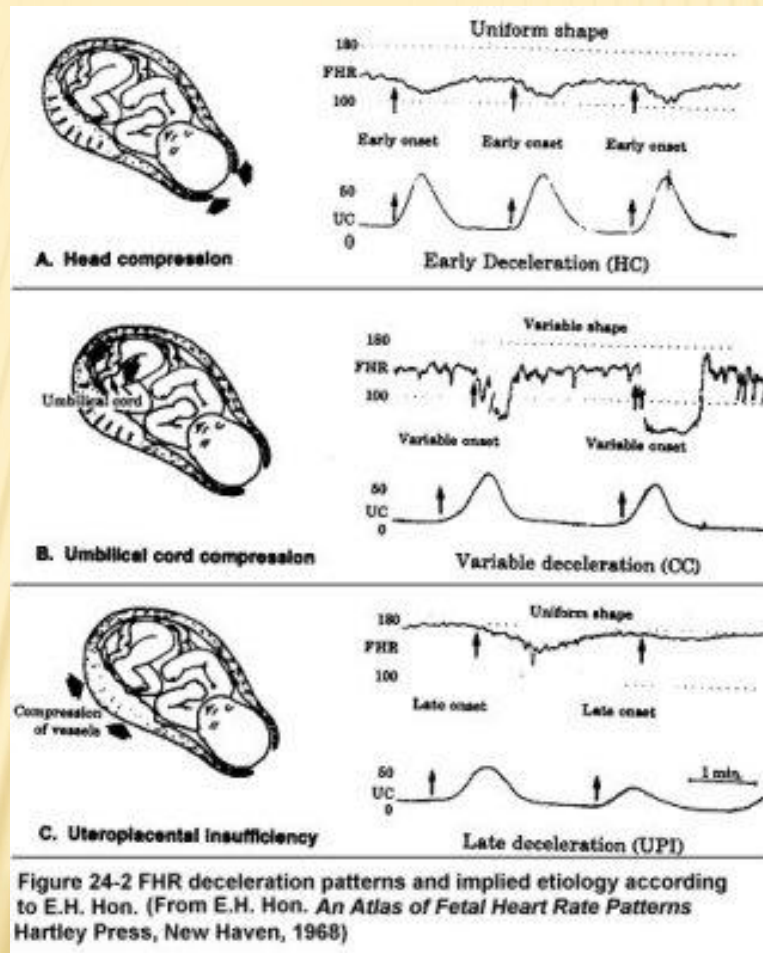 Uniform shape
180
FHR
100
Early onset Early onset Early onset
50
UC
0
A. Head compression
Early Deceleration (HC)
Variable shape
180
FHR
100
Umbilical cord
Variable onset Variable onset
50
UC
0
B. Umbilical cord compression
Variable deceleration (CC)
Uniform shape
180
FHR
100
Late onset Late onset
Compression
of vessels
50
UC
0
1 min.
C. Uteroplacental insufficiency
Late deceleration (UPI)
Figure 24-2 FHR deceleration patterns and implied etiology according
to E.H. Hon. (From E.H. Hon. An Atlas of Fetal Heart Rate Patterns
Hartley Press, New Haven, 1968)